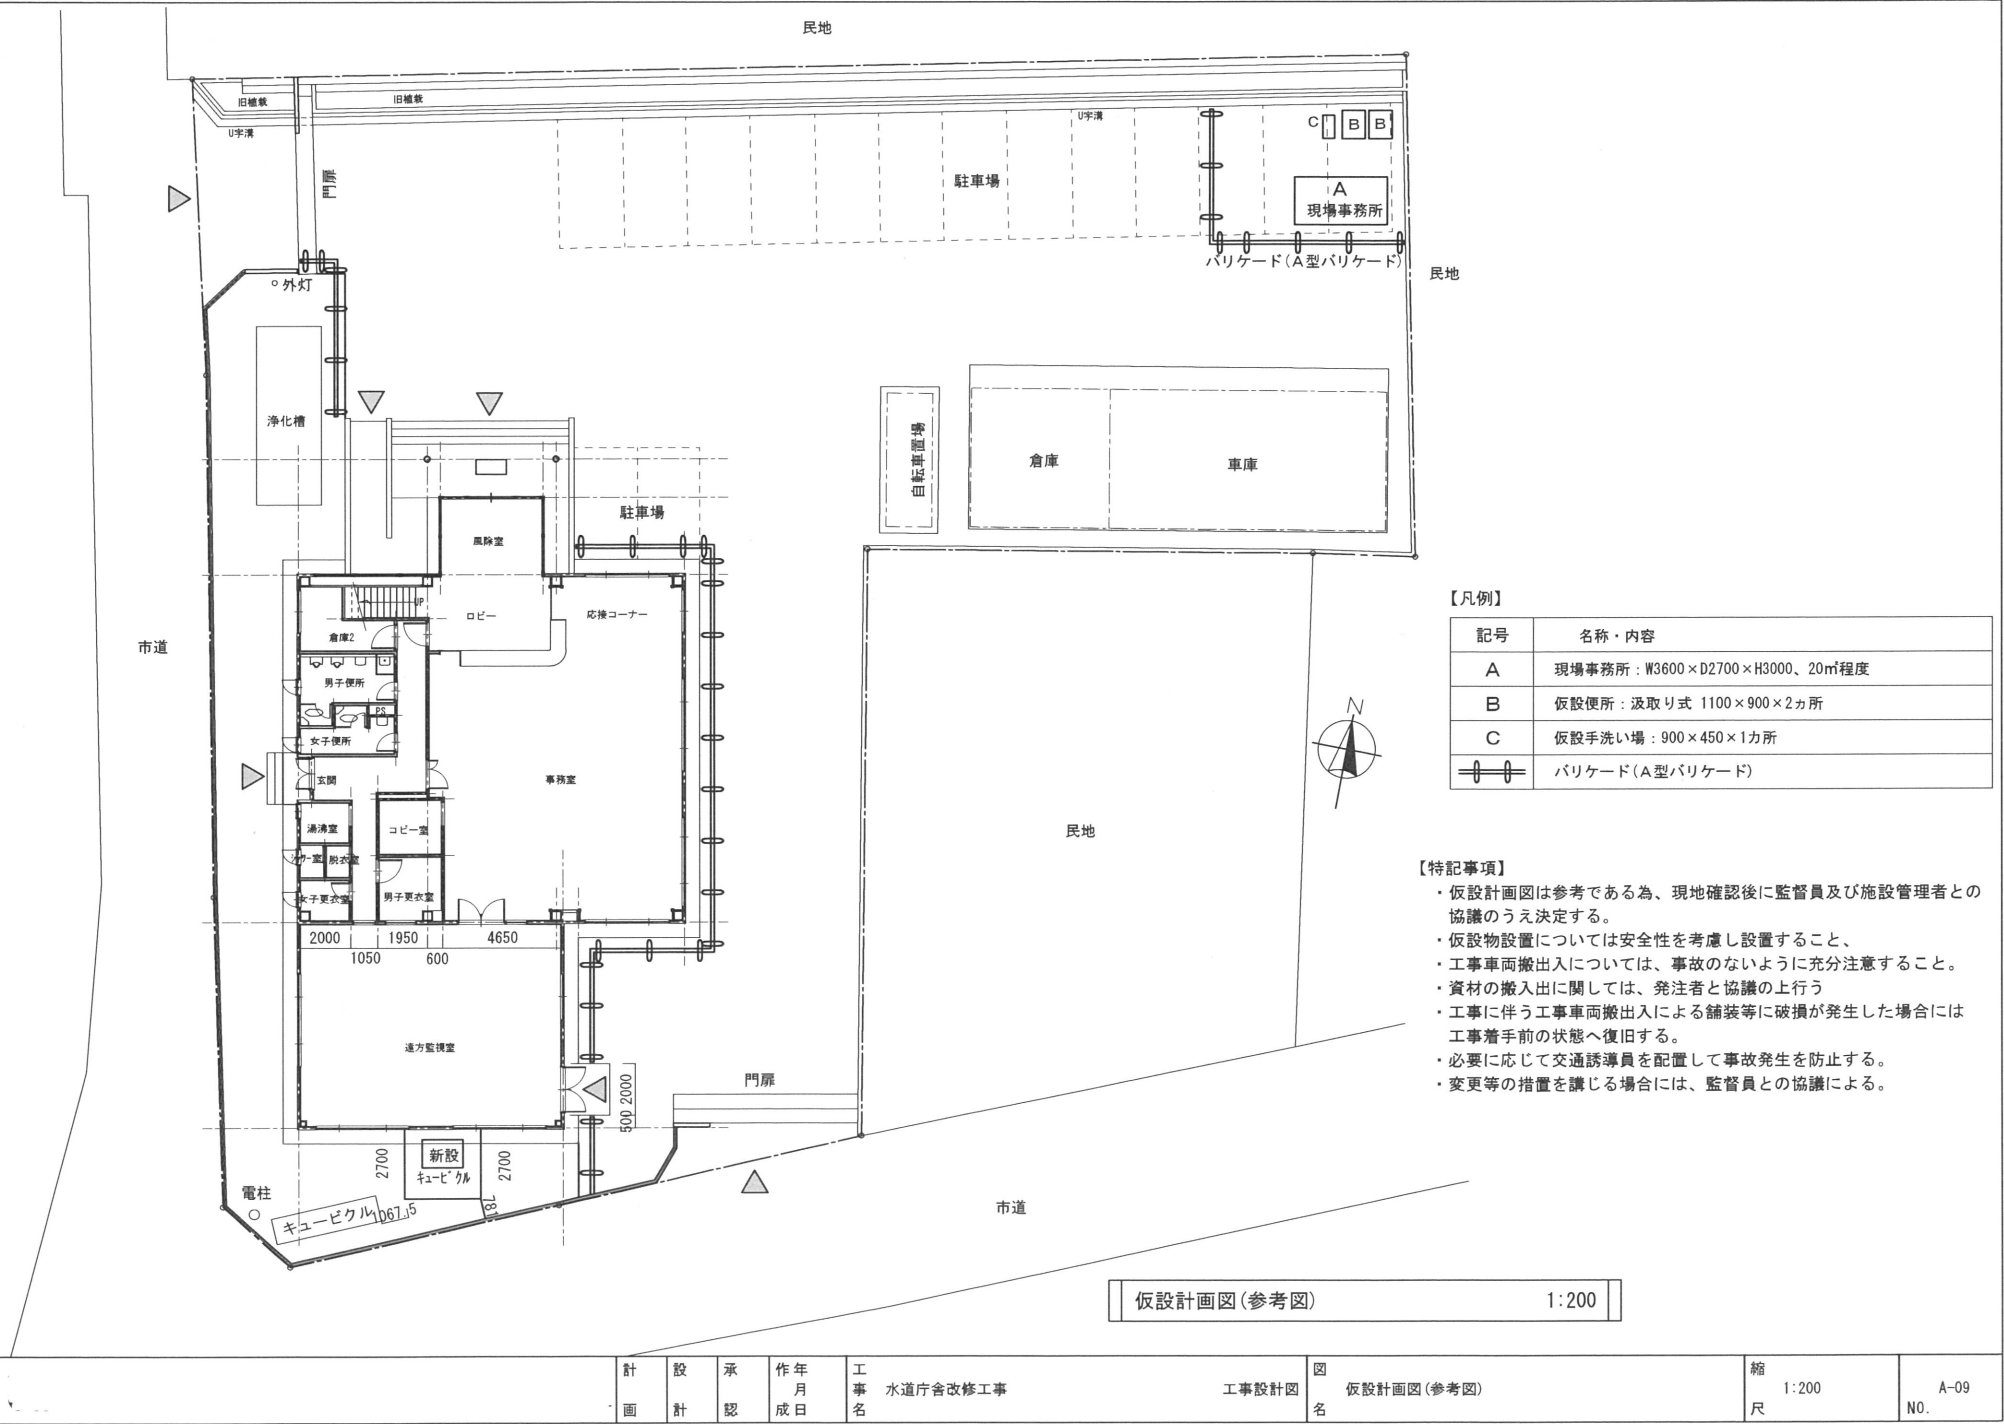 民地
旧植栽
旧植栽
U字溝
U字溝
門扉
駐車場
C
B
B
A
現場事務所
バリケード(A型バリケード)
民地
外灯
浄化槽
自転車置場
倉庫
車庫
駐車場
風除室
UP
ロビー
応接コーナー
倉庫2
市道
男子便所
PS
女子便所
玄関
事務室
湯沸室
コピー室
シャワー室
脱衣室
女子更衣室
男子更衣室
2000
1950
4650
1050
600
遠方監視室
門扉
2000
500
新設
キュービクル
2700
2700
781
電柱
キュービクル
1067.5
市道
民地
N
【凡例】
記号 名称・内容
A 現場事務所:W3600×D2700×H3000、20㎡程度
B 仮設便所:汲取り式 1100×900×2ヵ所
C 仮設手洗い場:900×450×1カ所
バリケード(A型バリケード)
【特記事項】
・仮設計画図は参考である為、現地確認後に監督員及び施設管理者との
協議のうえ決定する。
・仮設物設置については安全性を考慮し設置すること、
・工事車両搬出入については、事故のないように充分注意すること。
・資材の搬入出に関しては、発注者と協議の上行う
・工事に伴う工事車両搬出入による舗装等に破損が発生した場合には
工事着手前の状態へ復旧する。
・必要に応じて交通誘導員を配置して事故発生を防止する。
・変更等の措置を講じる場合には、監督員との協議による。
仮設計画図(参考図) 1:200
計画
設計
承認
作成
年月日
工事名
水道庁舎改修工事
工事設計図
図名
仮設計画図(参考図)
縮尺
1:200
NO.
A-09